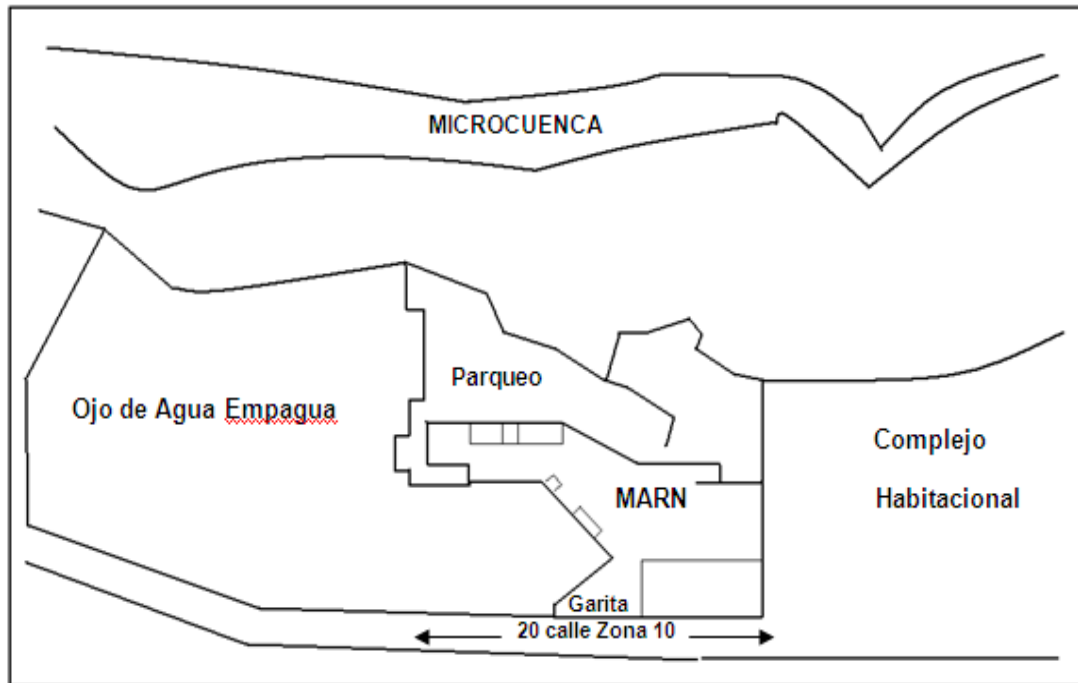 MICROCUENCA
Parqueo
Ojo de Agua Empagua
Complejo
Habitacional
MARN
Garita
20 calle Zona 10